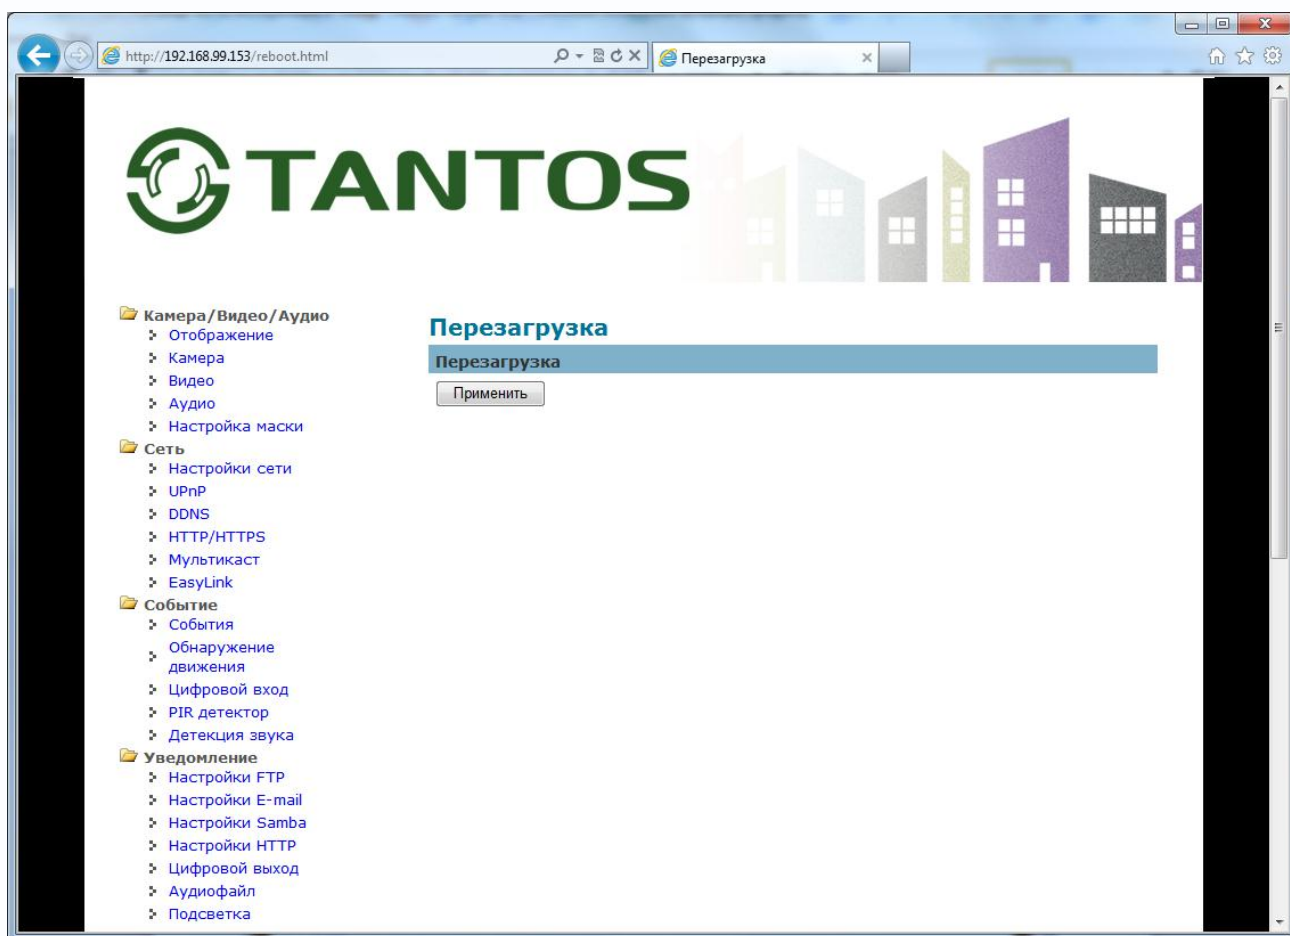 http://192.168.99.153/reboot.html
Перезагрузка
TANTOS
Камера/Видео/Аудио
Отображение
Камера
Видео
Аудио
Настройка маски
Сеть
Настройки сети
UPnP
DDNS
HTTP/HTTPS
Мультикаст
EasyLink
Событие
События
Обнаружение
движения
Цифровой вход
PIR детектор
Детекция звука
Уведомление
Настройки FTP
Настройки E-mail
Настройки Samba
Настройки HTTP
Цифровой выход
Аудиофайл
Подсветка
Перезагрузка
Перезагрузка
Применить